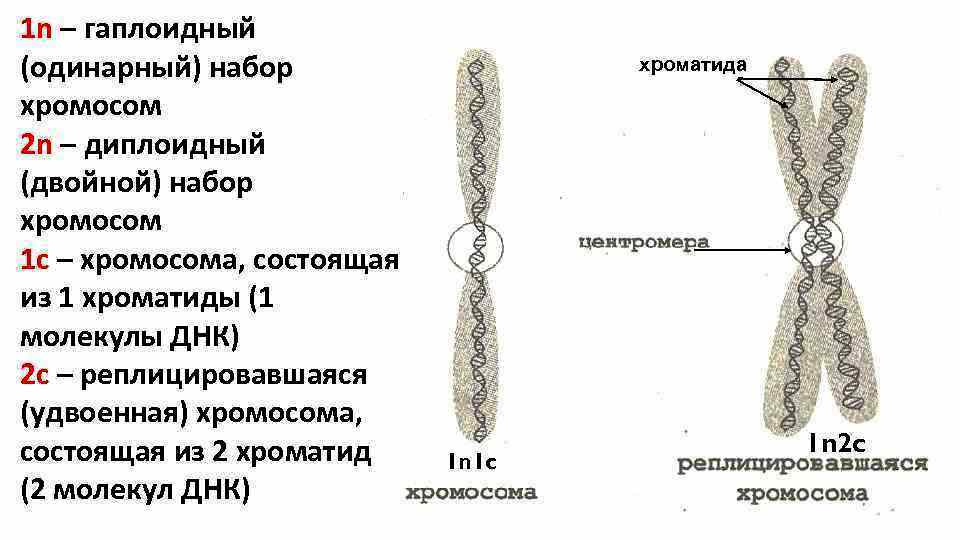 1n – гаплоидный
(одинарный) набор
хромосом
2n – диплоидный
(двойной) набор
хромосом
1c – хромосома, состоящая
из 1 хроматиды (1
молекулы ДНК)
2c – реплицировавшаяся
(удвоенная) хромосома,
состоящая из 2 хроматид
(2 молекул ДНК)
1n1c
хромосома
хроматида
центромера
1n2c
реплицировавшаяся
хромосома